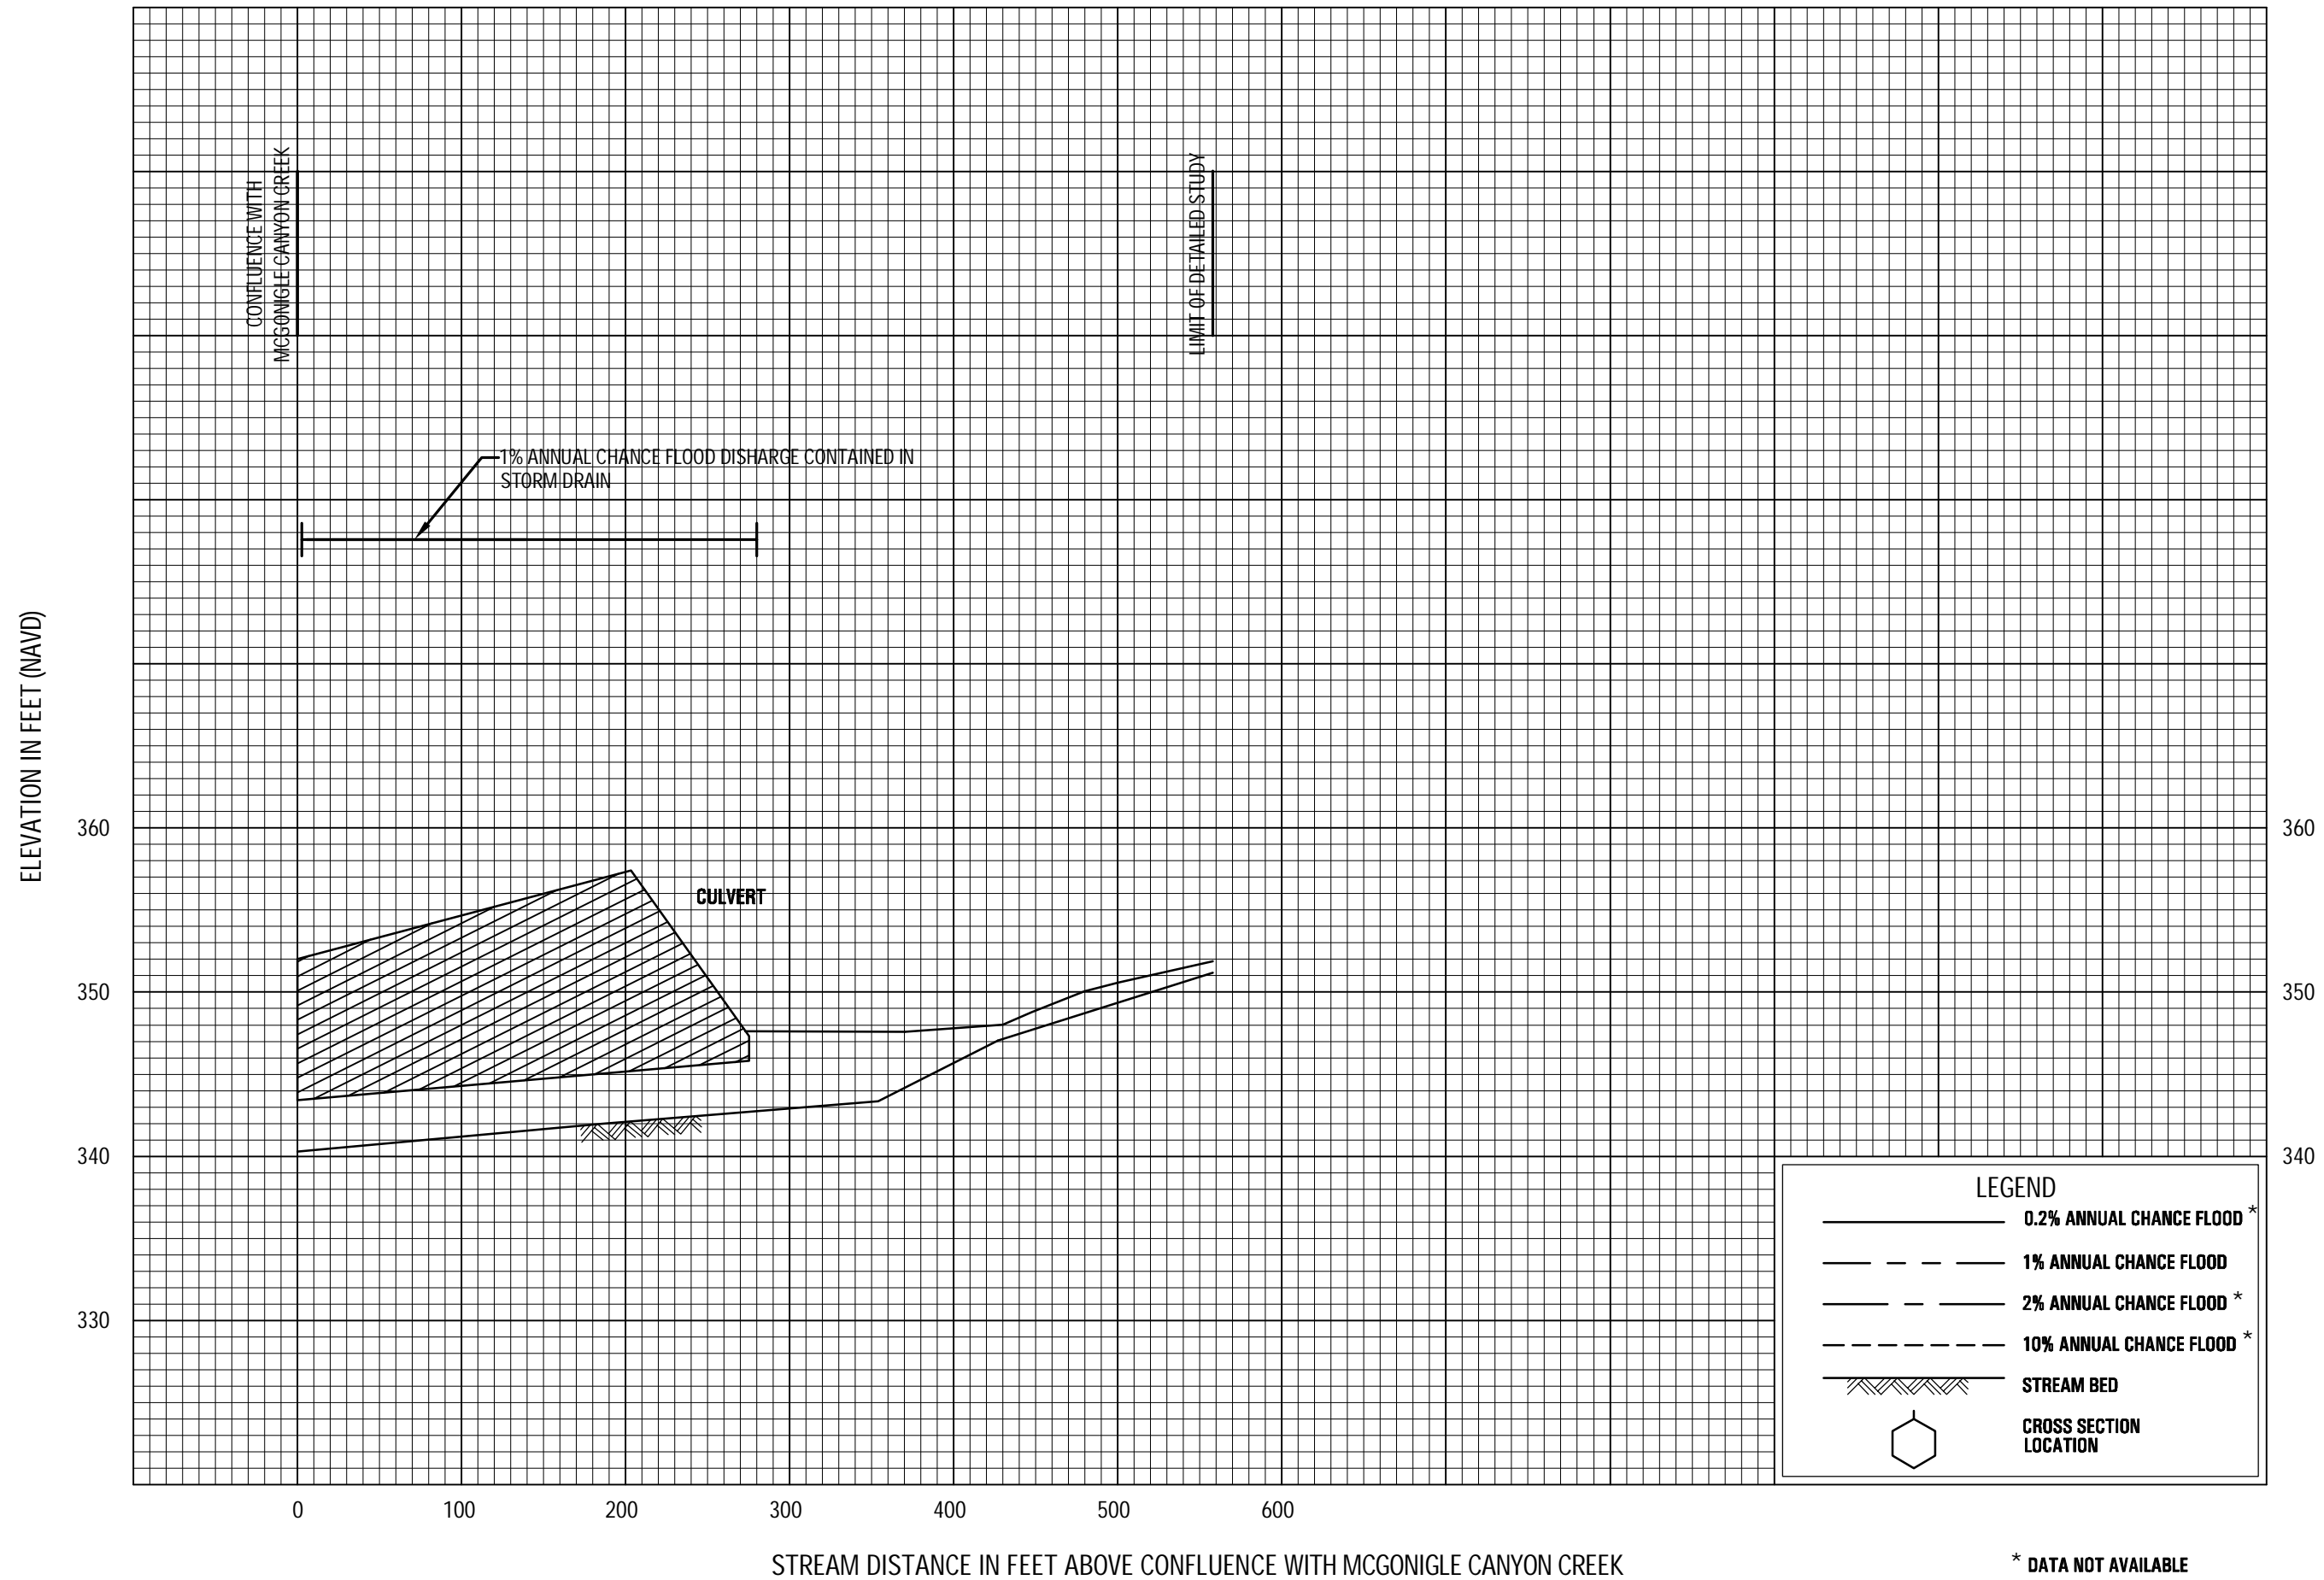 CONFLUENCE WITH
MCGONIGLE CANYON CREEK
LIMIT OF DETAILED STUDY
1% ANNUAL CHANCE FLOOD DISHARGE CONTAINED IN
STORM DRAIN
ELEVATION IN FEET (NAVD)
360
360
CULVERT
350
350
340
340
330
LEGEND
0.2% ANNUAL CHANCE FLOOD *
1% ANNUAL CHANCE FLOOD
2% ANNUAL CHANCE FLOOD *
10% ANNUAL CHANCE FLOOD *
STREAM BED
CROSS SECTION
LOCATION
0 100 200 300 400 500 600
STREAM DISTANCE IN FEET ABOVE CONFLUENCE WITH MCGONIGLE CANYON CREEK
* DATA NOT AVAILABLE